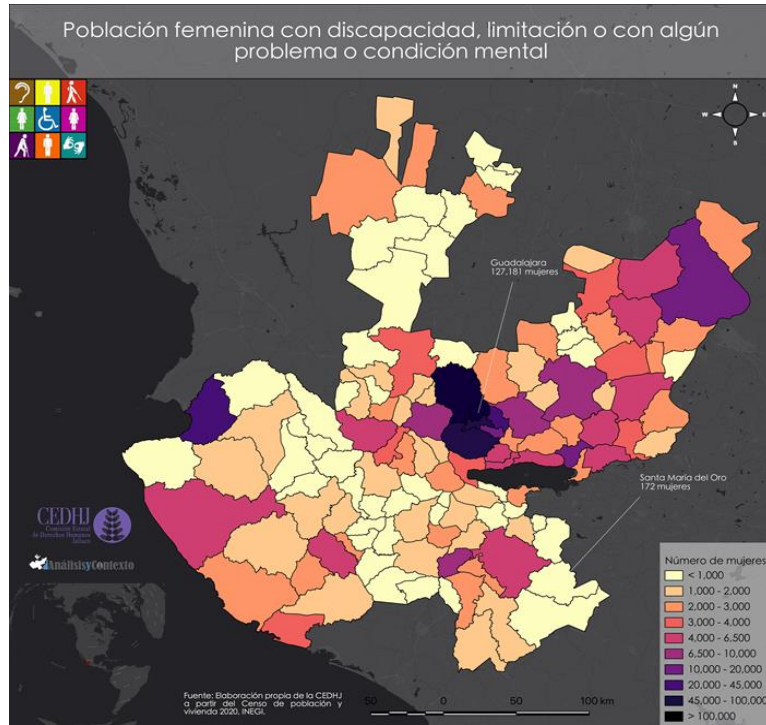 Población femenina con discapacidad, limitación o con algún
problema o condición mental
N
W
E
S
Guadalajara
127,181 mujeres
Santa María del Oro
172 mujeres
CEDHJ
Comisión Estatal
de Derechos Humanos
Jalisco
AnálisisyContexto
Número de mujeres
< 1,000
1,000 - 2,000
2,000 - 3,000
3,000 - 4,000
4,000 - 6,500
6,500 - 10,000
10,000 - 20,000
20,000 - 45,000
45,000 - 100,000
> 100,000
Fuente: Elaboración propia de la CEDHJ
a partir del Censo de población y
vivienda 2020, INEGI.
50 0 50 100 km